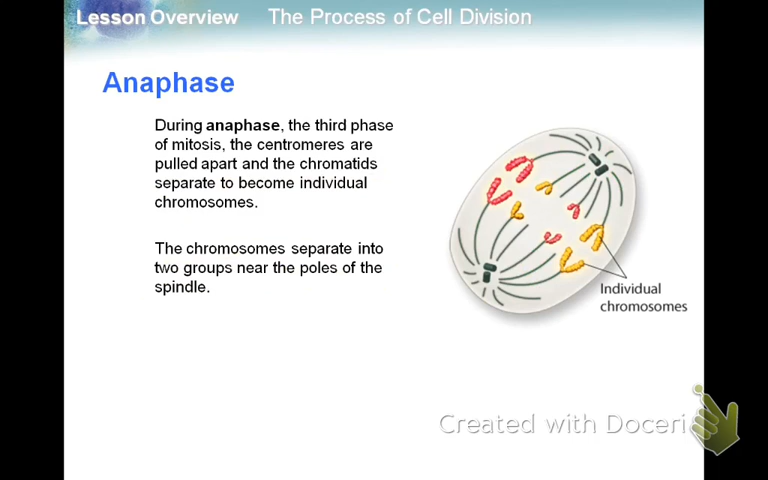 Lesson Overview The Process of Cell Division
Anaphase
During anaphase, the third phase
of mitosis, the centromeres are
pulled apart and the chromatids
separate to become individual
chromosomes.
The chromosomes separate into
two groups near the poles of the
spindle.
Individual
chromosomes
Created with Doceri